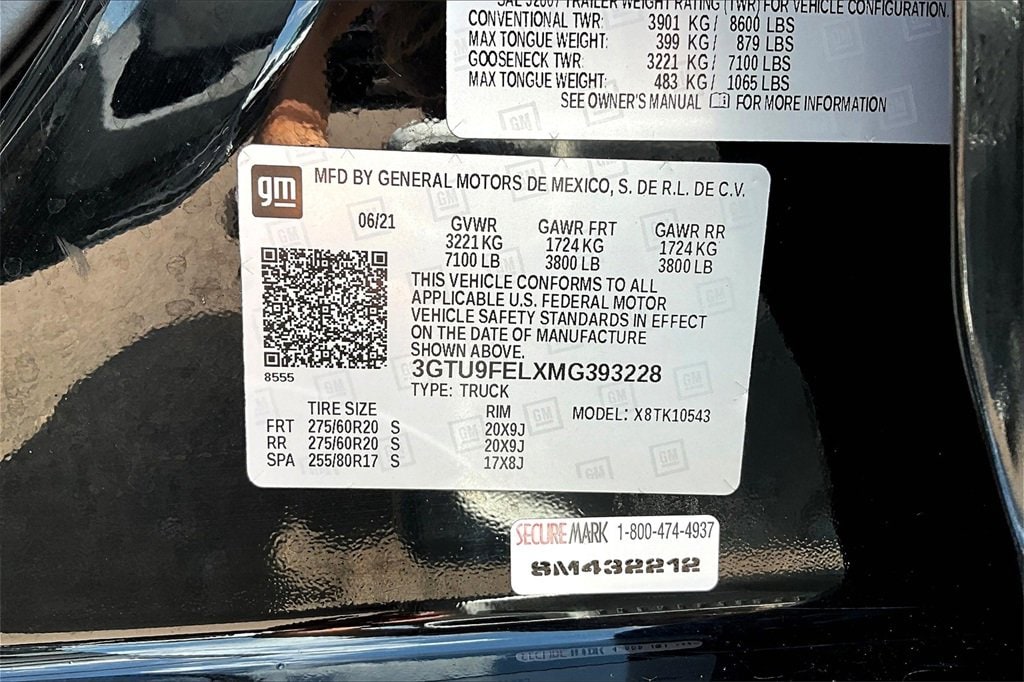 SAE J2807 TRAILER WEIGHT RATING (TWR) FOR VEHICLE CONFIGURATION.
CONVENTIONAL TWR: 3901 KG / 8600 LBS
MAX TONGUE WEIGHT: 399 KG / 879 LBS
GOOSENECK TWR: 3221 KG / 7100 LBS
MAX TONGUE WEIGHT: 483 KG / 1065 LBS
SEE OWNER'S MANUAL FOR MORE INFORMATION
gm MFD BY GENERAL MOTORS DE MEXICO, S. DE R.L. DE C.V.
06/21 GVWR GAWR FRT GAWR RR
3221 KG 1724 KG 1724 KG
7100 LB 3800 LB 3800 LB
THIS VEHICLE CONFORMS TO ALL
APPLICABLE U.S. FEDERAL MOTOR
VEHICLE SAFETY STANDARDS IN EFFECT
ON THE DATE OF MANUFACTURE
SHOWN ABOVE.
8555
3GTU9FELXMG393228
TYPE: TRUCK
TIRE SIZE RIM MODEL: X8TK10543
FRT 275/60R20 S 20X9J
RR 275/60R20 S 20X9J
SPA 255/80R17 S 17X8J
SECUREMARK 1-800-474-4937
SM432212